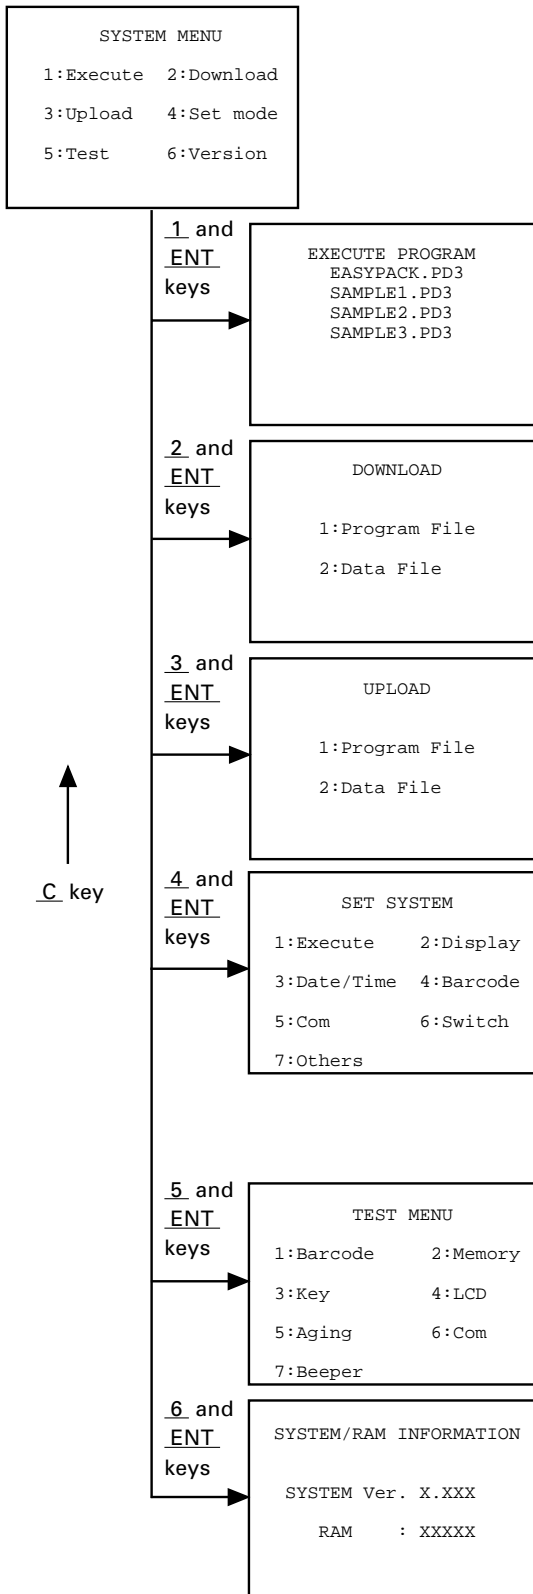 SYSTEM MENU
1:Execute 2:Download
3:Upload 4:Set mode
5:Test 6:Version
1 and
ENT
keys
EXECUTE PROGRAM
EASYPACK.PD3
SAMPLE1.PD3
SAMPLE2.PD3
SAMPLE3.PD3
2 and
ENT
keys
DOWNLOAD
1:Program File
2:Data File
3 and
ENT
keys
UPLOAD
1:Program File
2:Data File
C key
4 and
ENT
keys
SET SYSTEM
1:Execute 2:Display
3:Date/Time 4:Barcode
5:Com 6:Switch
7:Others
5 and
ENT
keys
TEST MENU
1:Barcode 2:Memory
3:Key 4:LCD
5:Aging 6:Com
7:Beeper
6 and
ENT
keys
SYSTEM/RAM INFORMATION
SYSTEM Ver. X.XXX
RAM : XXXXX